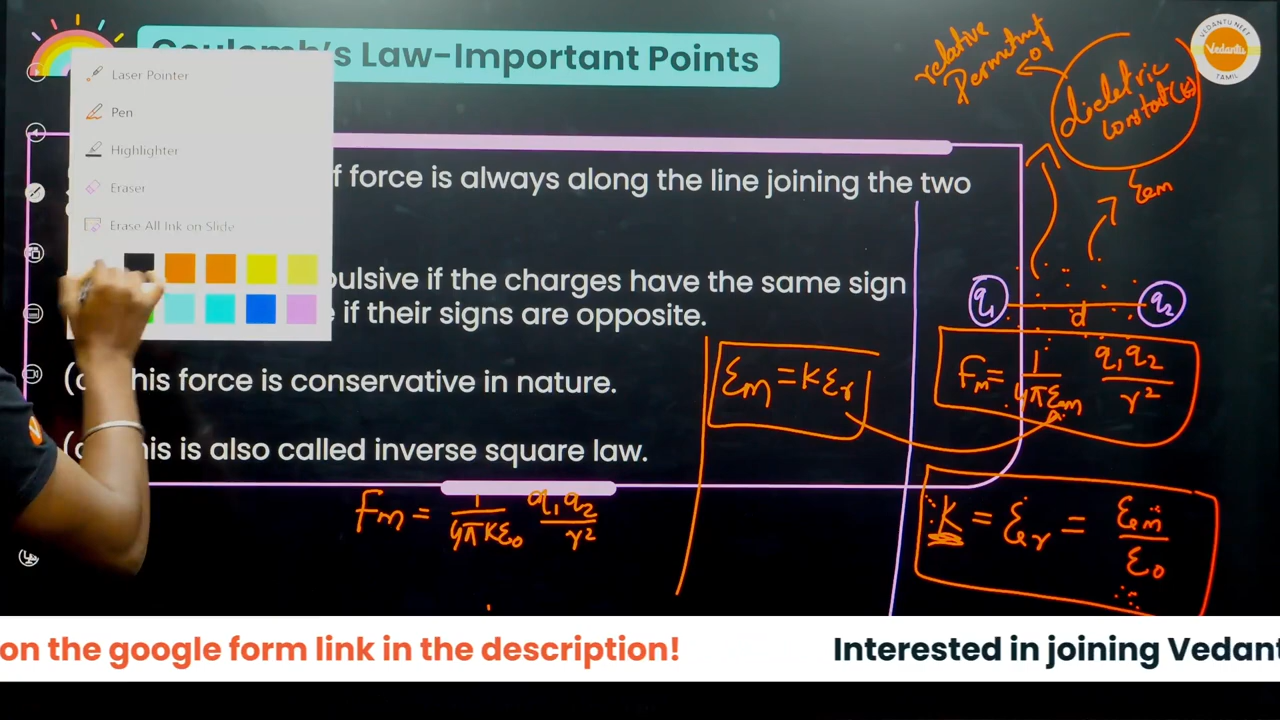 Coulomb's Law-Important Points
Laser Pointer
Pen
Highlighter
Eraser
Erase All Ink on Slide
f force is always along the line joining the two
pulsive if the charges have the same sign
if their signs are opposite.
his force is conservative in nature.
his is also called inverse square law.
relative
dieletric
constant(k)
εm
VEDANTU NEET
Vedantis
TAMIL
q1
d
q2
Fm = 1/4πεm q1q2/r²
εm = kεr
k = εr = εm/ε0
Fm = 1/4πkε0 q1q2/r²
on the google form link in the description!
Interested in joining Vedant